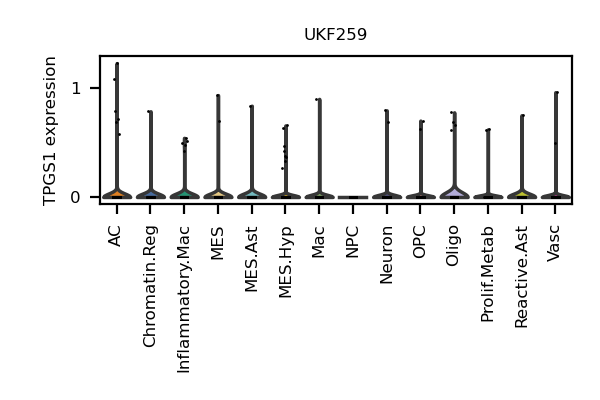 UKF259
TPGS1 expression
1
0
AC
Chromatin.Reg
Inflammatory.Mac
MES
MES.Ast
MES.Hyp
Mac
NPC
Neuron
OPC
Oligo
Prolif.Metab
Reactive.Ast
Vasc